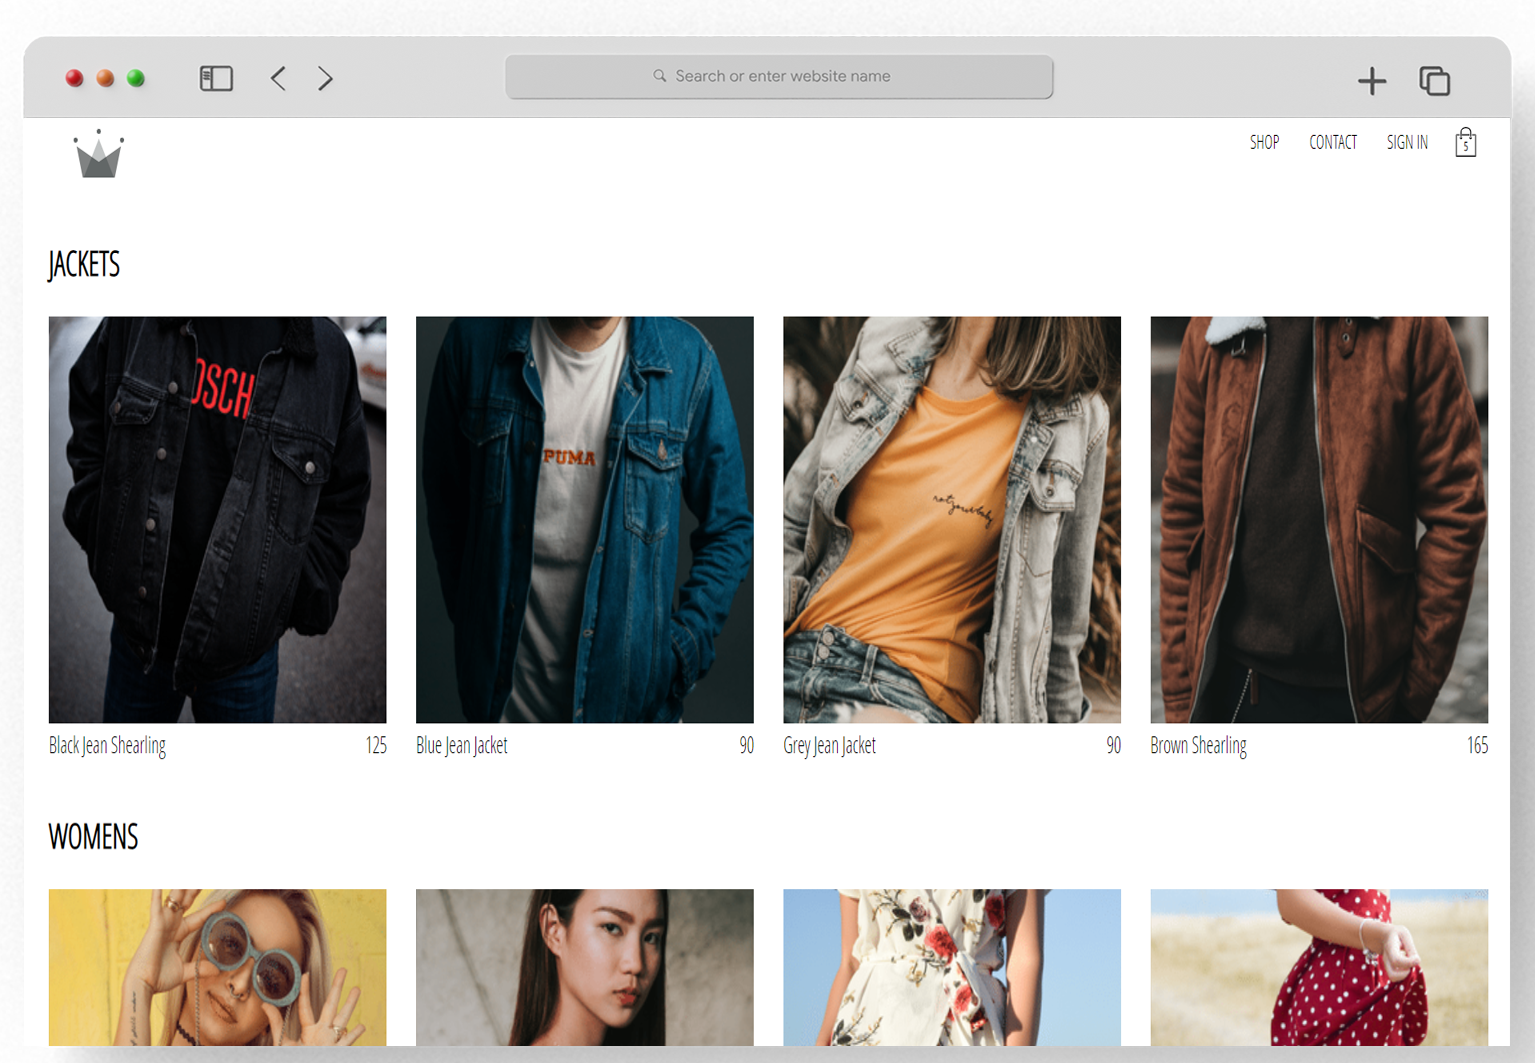 Search or enter website name
SHOP CONTACT SIGN IN 5
JACKETS
OSCH
PUMA
notyourbaby
Black Jean Shearling 125
Blue Jean Jacket 90
Grey Jean Jacket 90
Brown Shearling 165
WOMENS